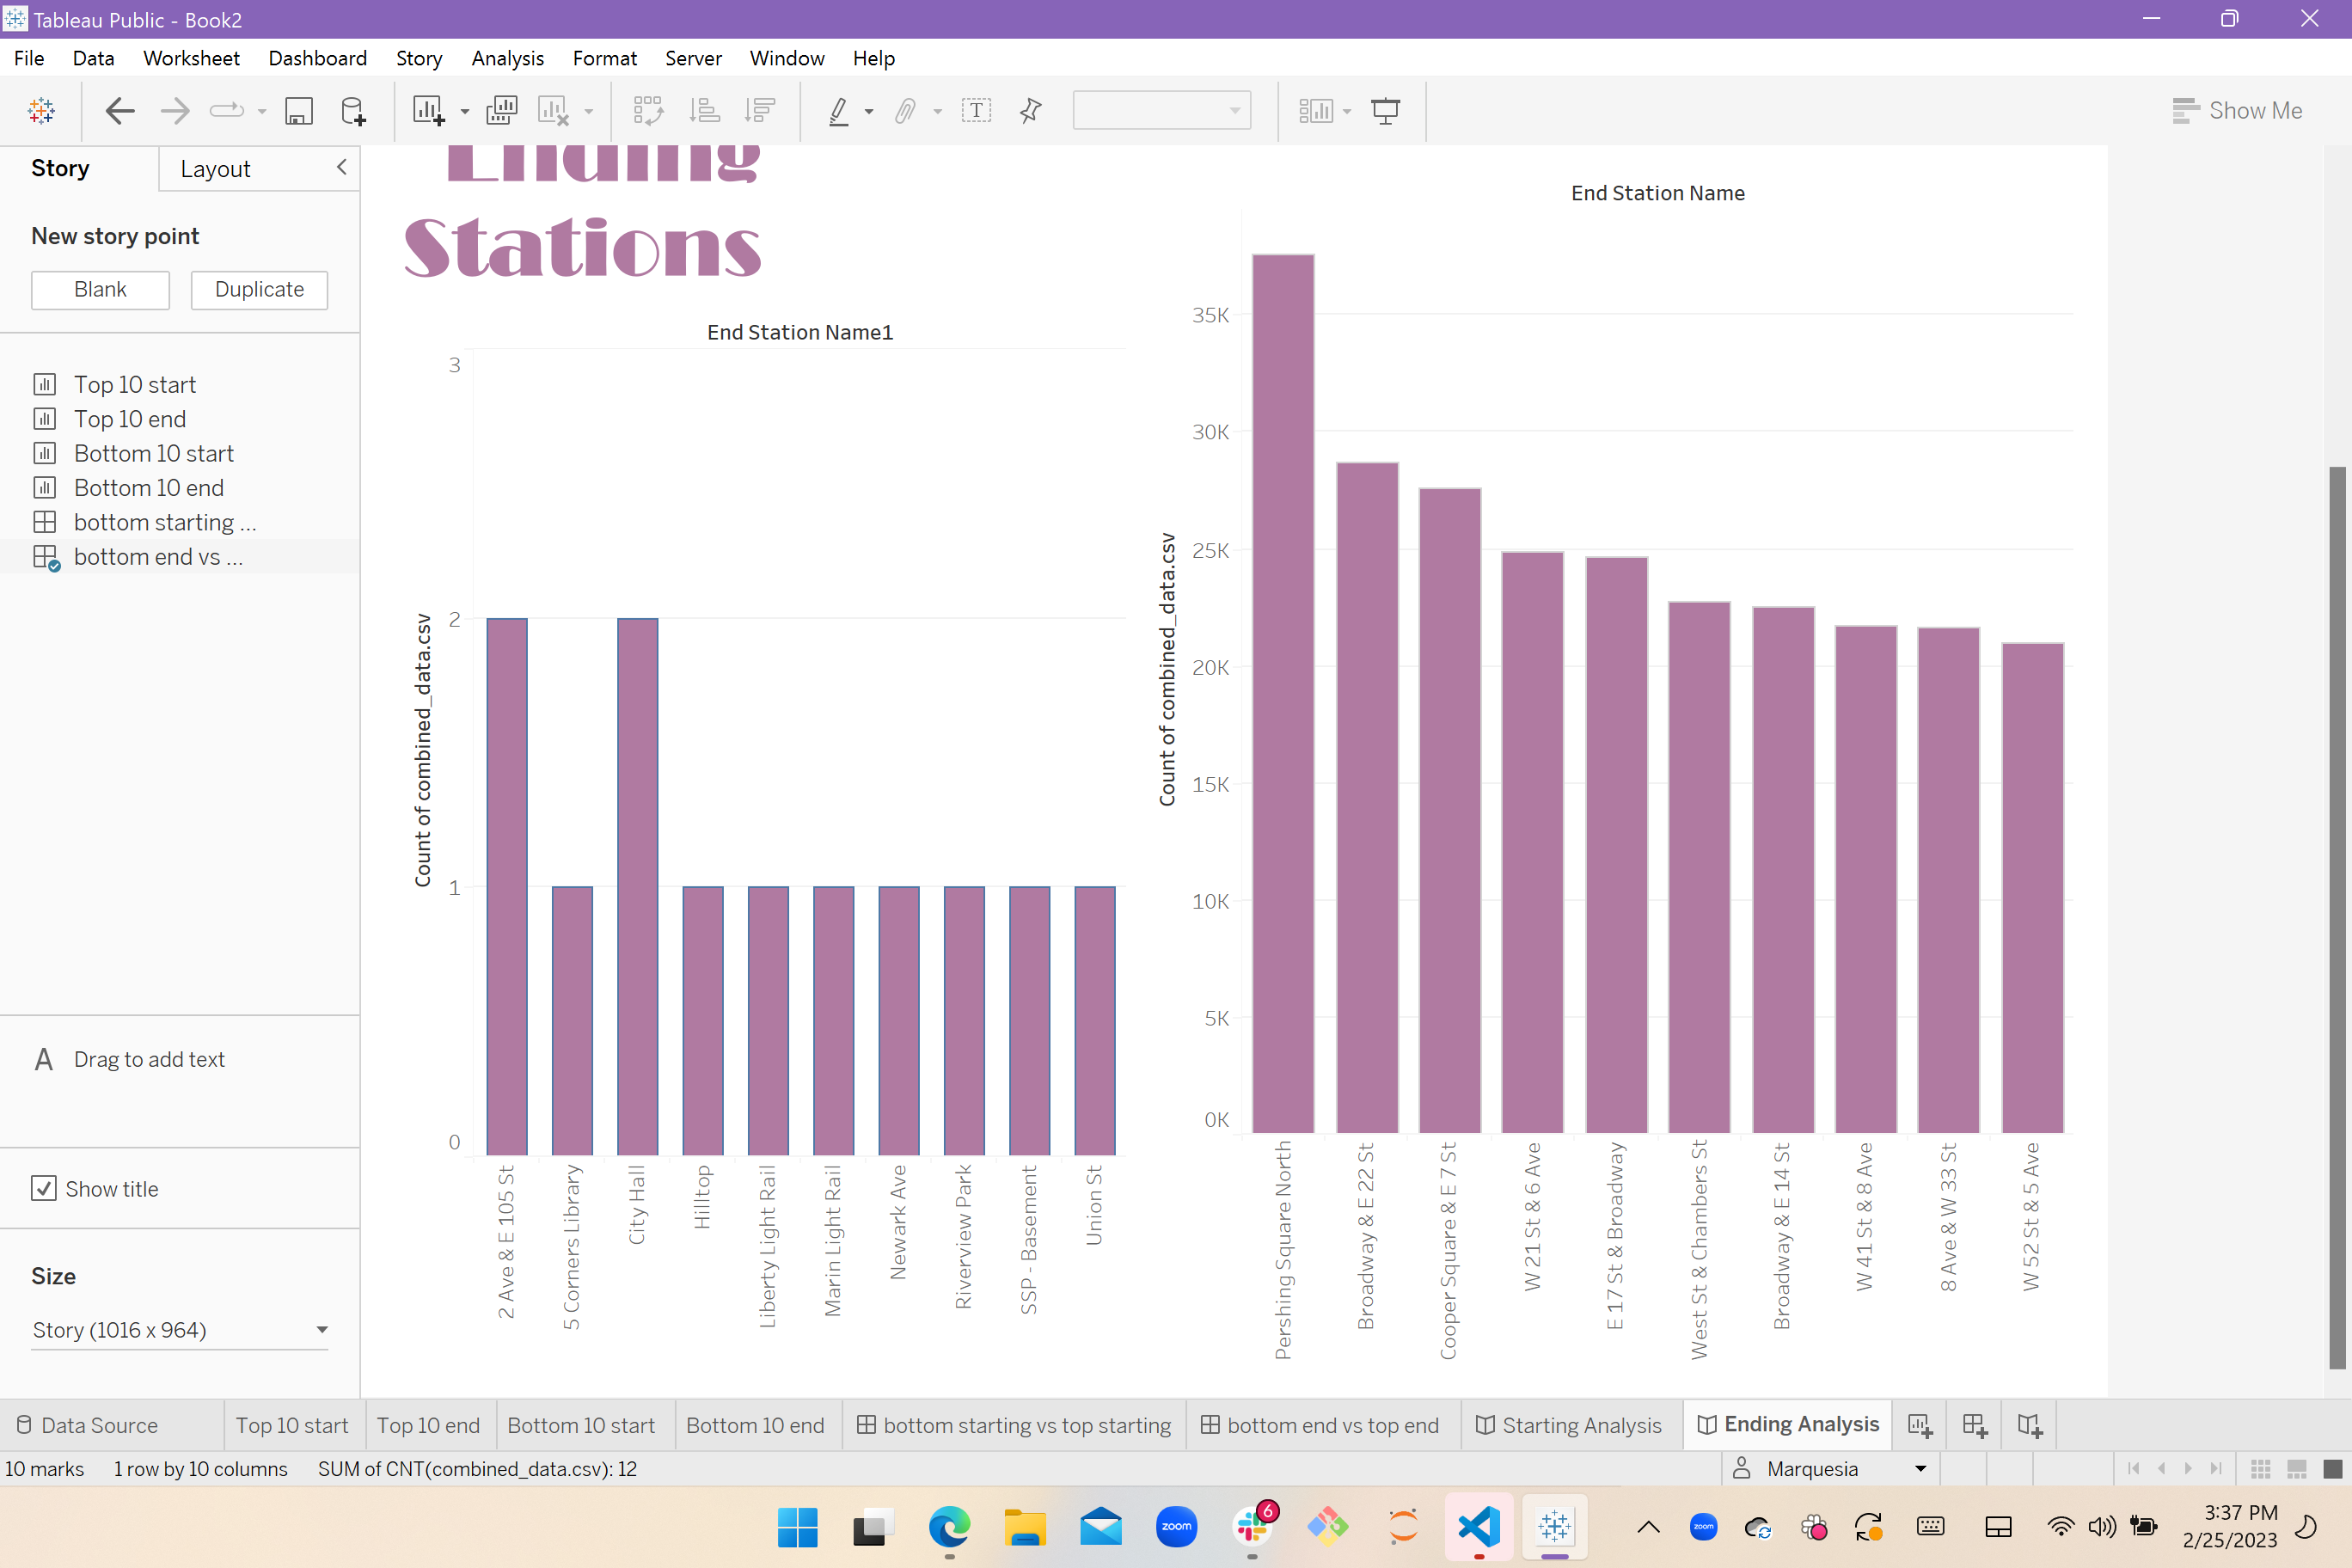 Tableau Public - Book2
File Data Worksheet Dashboard Story Analysis Format Server Window Help
T
Show Me
Story Layout
New story point
Blank Duplicate
Top 10 start
Top 10 end
Bottom 10 start
Bottom 10 end
bottom starting ...
bottom end vs ...
A Drag to add text
Show title
Size
Story (1016 x 964)
Ending
Stations
End Station Name1
Count of combined_data.csv
3
2
1
0
2 Ave & E 105 St
5 Corners Library
City Hall
Hilltop
Liberty Light Rail
Marin Light Rail
Newark Ave
Riverview Park
SSP - Basement
Union St
End Station Name
Count of combined_data.csv
35K
30K
25K
20K
15K
10K
5K
0K
Pershing Square North
Broadway & E 22 St
Cooper Square & E 7 St
W 21 St & 6 Ave
E 17 St & Broadway
West St & Chambers St
Broadway & E 14 St
W 41 St & 8 Ave
8 Ave & W 33 St
W 52 St & 5 Ave
Data Source Top 10 start Top 10 end Bottom 10 start Bottom 10 end bottom starting vs top starting bottom end vs top end Starting Analysis Ending Analysis
10 marks 1 row by 10 columns SUM of CNT(combined_data.csv): 12 Marquesia
zoom 6 zoom
3:37 PM
2/25/2023